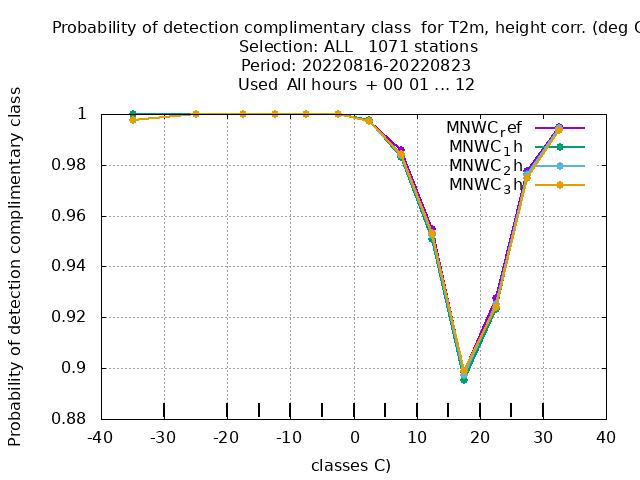 Probability of detection complimentary class  for T2m, height corr. (deg C
Selection: ALL   1071 stations
Period: 20220816-20220823
Used  All hours  + 00 01 ... 12
Probability of detection complimentary class
1
0.98
0.96
0.94
0.92
0.9
0.88
MNWC_ref
MNWC_1h
MNWC_2h
MNWC_3h
-40 -30 -20 -10 0 10 20 30 40
classes C)